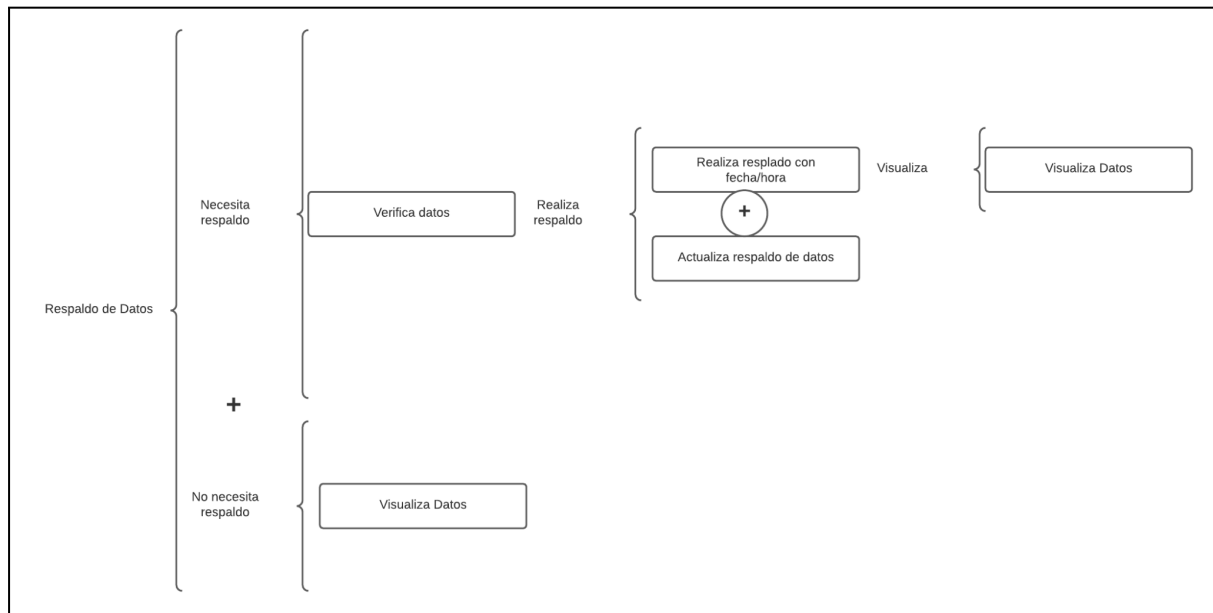 Realiza resplado con
fecha/hora
Visualiza
Visualiza Datos
Necesita
respaldo
Verifica datos
Realiza
respaldo
+
Actualiza respaldo de datos
Respaldo de Datos
+
No necesita
respaldo
Visualiza Datos